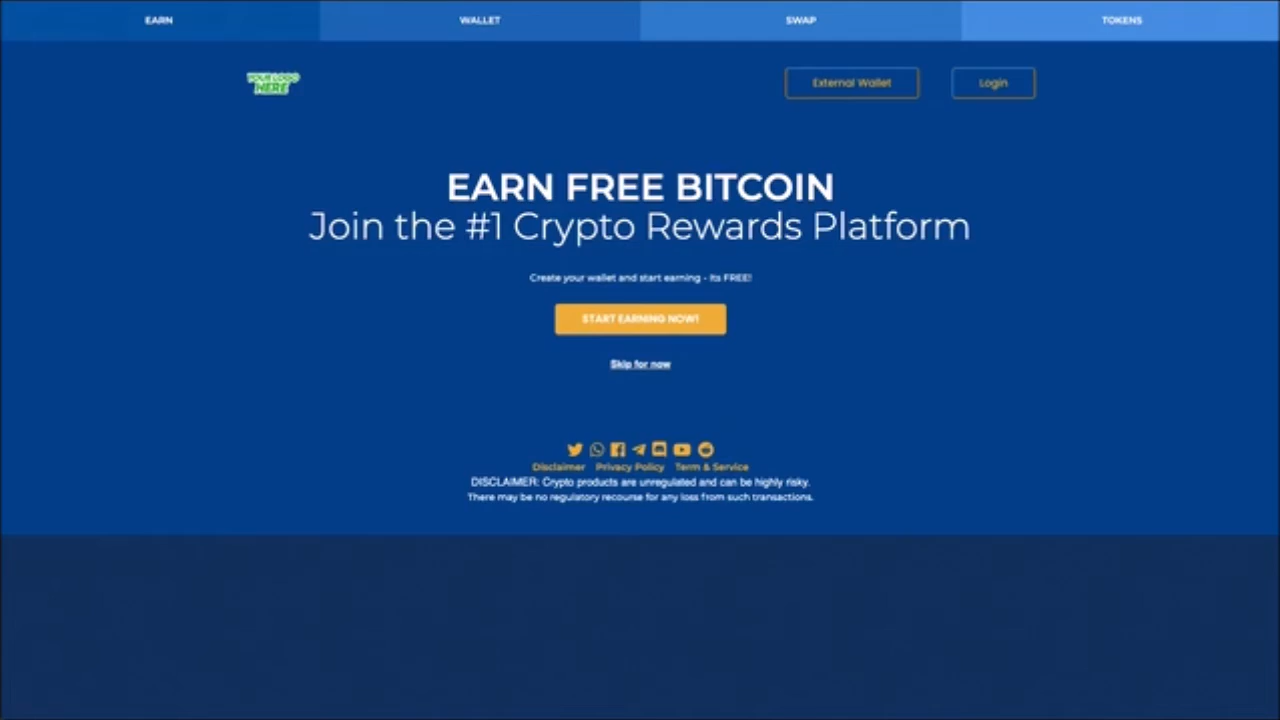 EARN WALLET SWAP TOKENS
YOUR LOGO
HERE
External Wallet Login
EARN FREE BITCOIN
Join the #1 Crypto Rewards Platform
Create your wallet and start earning - its FREE!
START EARNING NOW!
Skip for now
Disclaimer Privacy Policy Term & Service
DISCLAIMER: Crypto products are unregulated and can be highly risky.
There may be no regulatory recourse for any loss from such transactions.